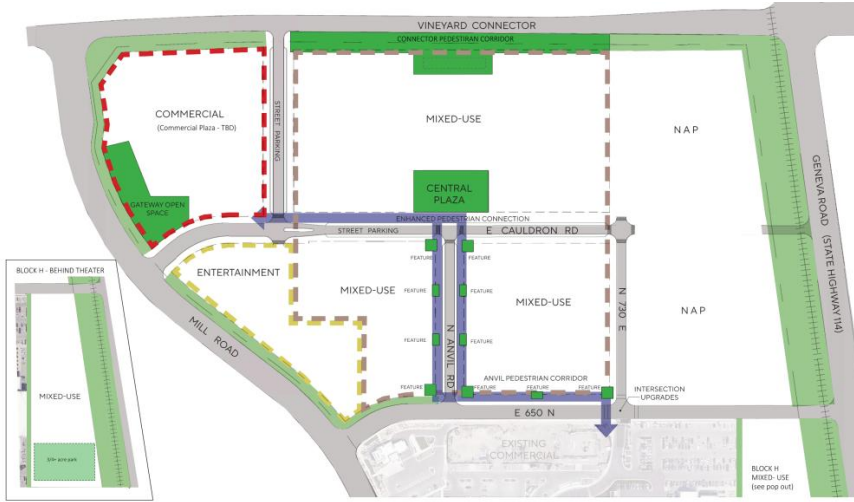 VINEYARD CONNECTOR
CONNECTOR PEDESTIRAN CORRIDOR
COMMERCIAL
(Commercial Plaza - TBD)
STREET PARKING
MIXED-USE
NAP
GATEWAY OPEN
SPACE
CENTRAL
PLAZA
ENHANCED PEDESTRIAN CONNECTION
STREET PARKING
E CAULDRON RD
GENEVA ROAD (STATE HIGHWAY 114)
BLOCK H - BEHIND THEATER
ENTERTAINMENT
FEATURE
FEATURE
MIXED-USE
FEATURE
FEATURE
MIXED-USE
N 730 E
NAP
MILL ROAD
N ANVIL RD
FEATURE
FEATURE
ANVIL PEDESTRIAN CORRIDOR
FEATURE
FEATURE
FEATURE
FEATURE
INTERSECTION
UPGRADES
MIXED-USE
E 650 N
EXISTING
COMMERCIAL
BLOCK H
MIXED- USE
(see pop out)